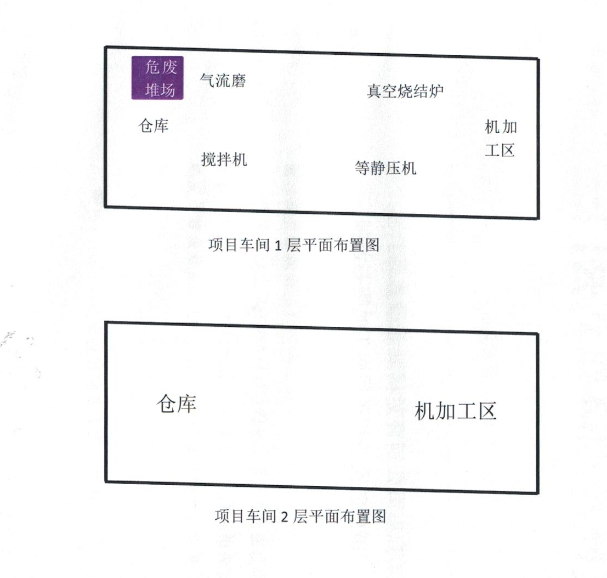 危废
堆场
气流磨
真空烧结炉
仓库
机加
工区
搅拌机
等静压机
项目车间 1 层平面布置图
仓库
机加工区
项目车间 2 层平面布置图